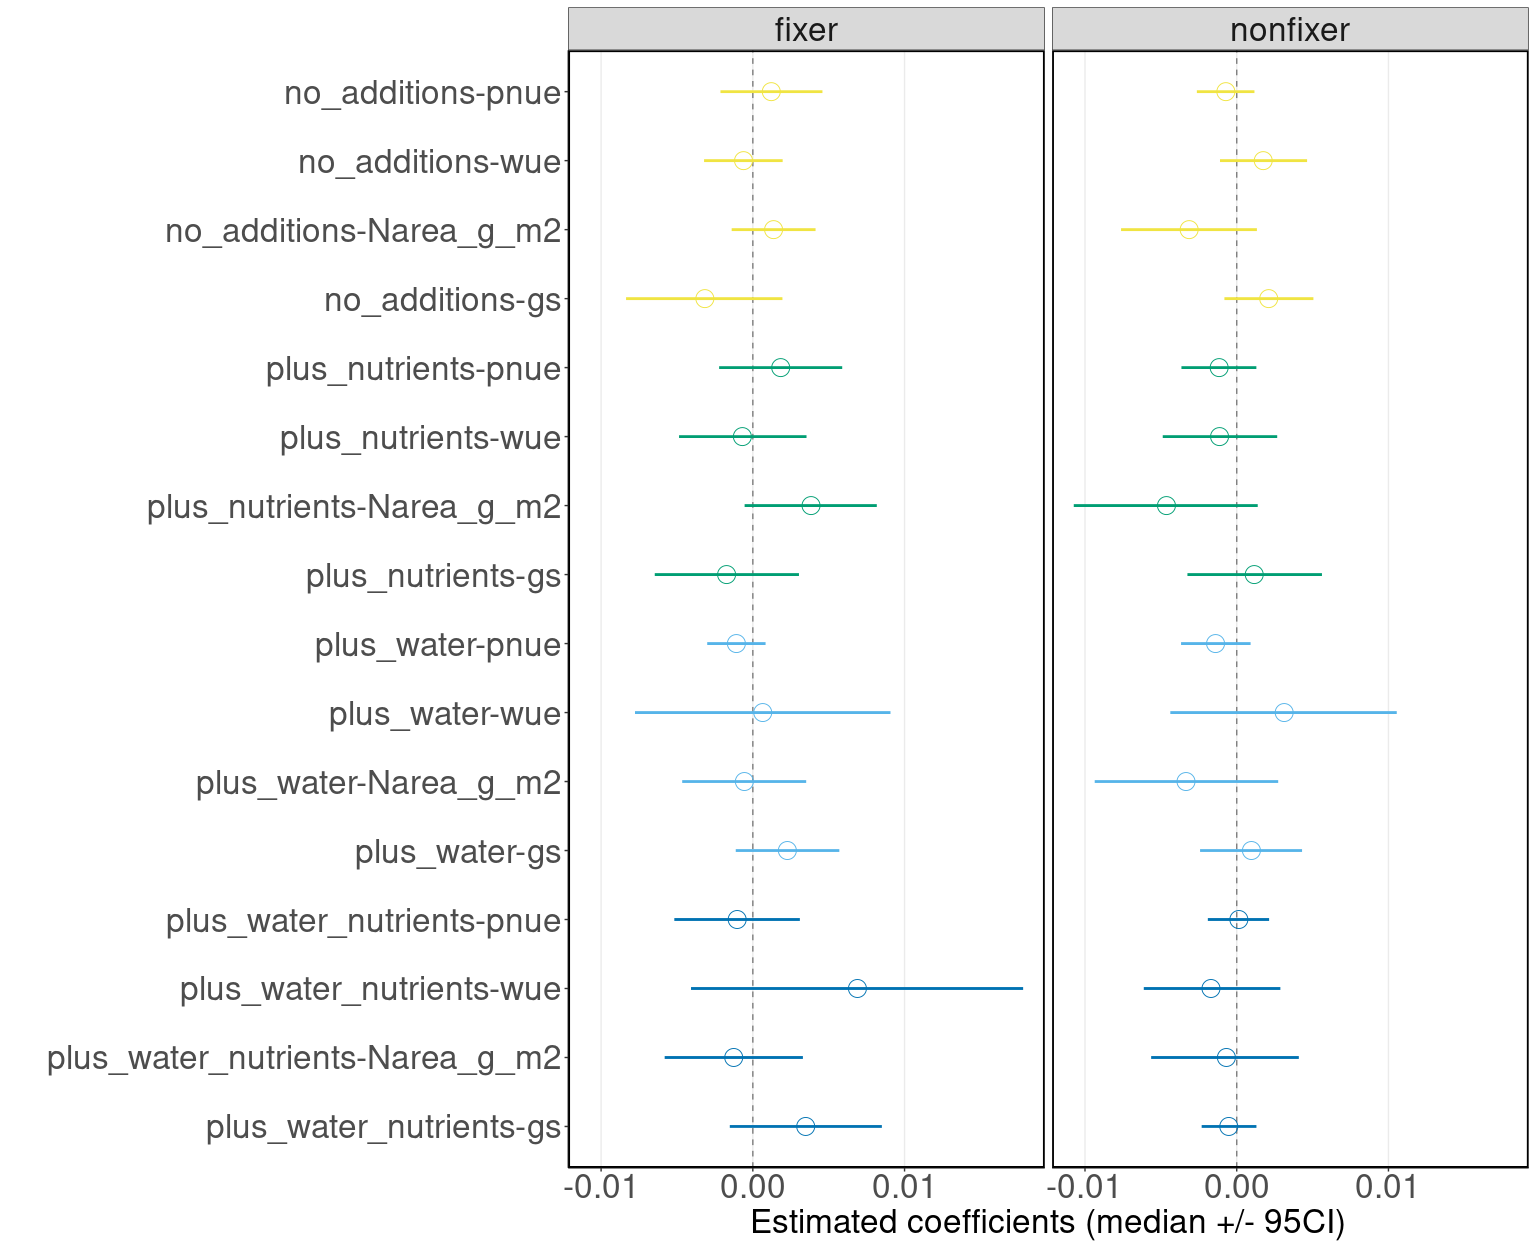 fixer
nonfixer
no_additions-pnue
no_additions-wue
no_additions-Narea_g_m2
no_additions-gs
plus_nutrients-pnue
plus_nutrients-wue
plus_nutrients-Narea_g_m2
plus_nutrients-gs
plus_water-pnue
plus_water-wue
plus_water-Narea_g_m2
plus_water-gs
plus_water_nutrients-pnue
plus_water_nutrients-wue
plus_water_nutrients-Narea_g_m2
plus_water_nutrients-gs
-0.01 0.00 0.01 -0.01 0.00 0.01
Estimated coefficients (median +/- 95CI)